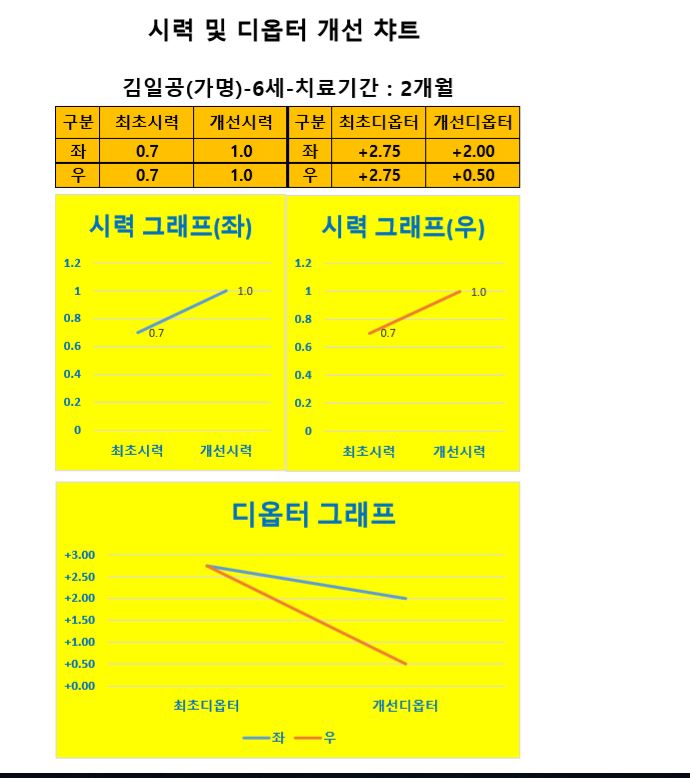 시력 및 디옵터 개선 챠트
김일공(가명)-6세-치료기간 : 2개월
구분 최초시력 개선시력 구분 최초디옵터 개선디옵터
좌 0.7 1.0 좌 +2.75 +2.00
우 0.7 1.0 우 +2.75 +0.50
시력 그래프(좌)
1.2
1
0.8
0.6
0.4
0.2
0
1.0
0.7
최초시력 개선시력
시력 그래프(우)
1.2
1
0.8
0.6
0.4
0.2
0
1.0
0.7
최초시력 개선시력
디옵터 그래프
+3.00
+2.50
+2.00
+1.50
+1.00
+0.50
+0.00
최초디옵터 개선디옵터
좌 우